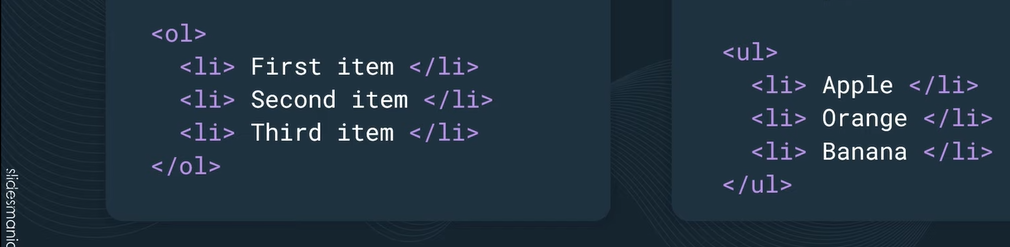 <ol>
<li> First item </li>
<li> Second item </li>
<li> Third item </li>
</ol>
<ul>
<li> Apple </li>
<li> Orange </li>
<li> Banana </li>
</ul>
slidesmania